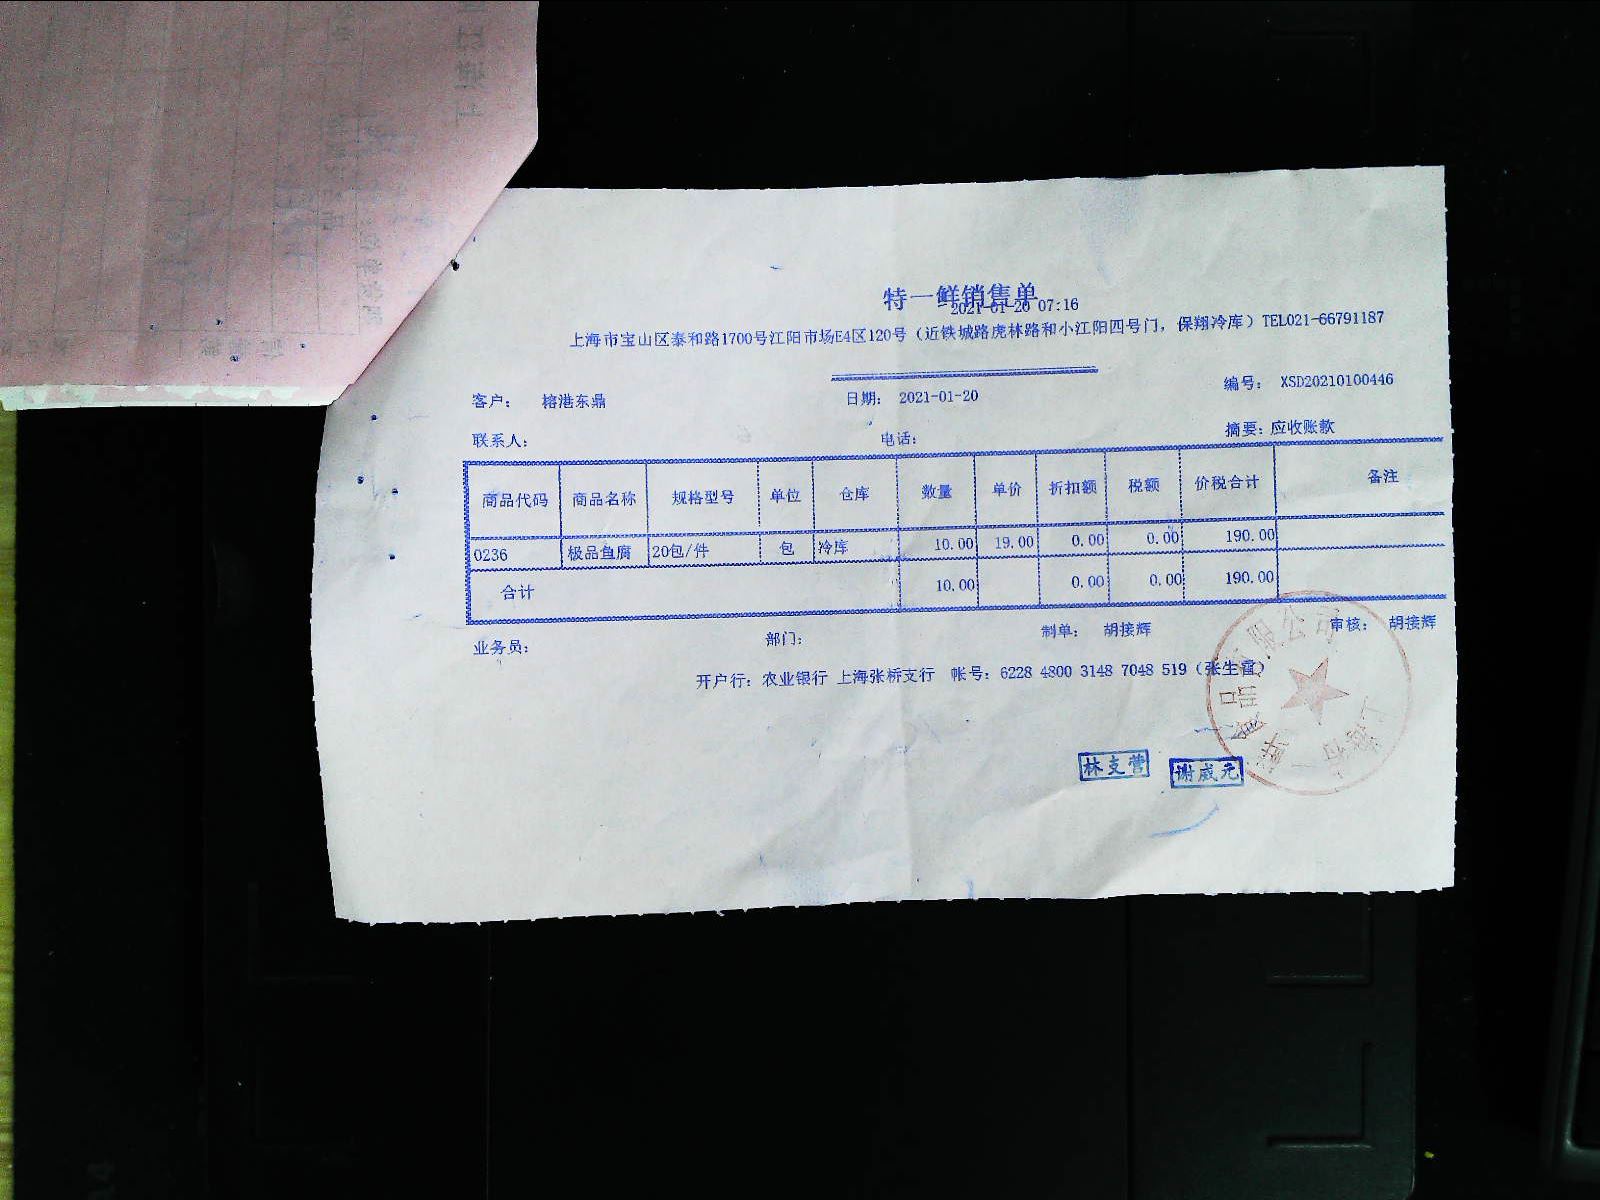 特一鲜销售单
2021-01-20 07:16
上海市宝山区泰和路1700号江阳市场E4区120号（近铁城路虎林路和小江阳四号门，保翔冷库）TEL021-66791187
客户： 榕港东鼎 日期： 2021-01-20 编号： XSD20210100446
联系人： 电话： 摘要：应收账款
商品代码 商品名称 规格型号 单位 仓库 数量 单价 折扣额 税额 价税合计 备注
0236 极品鱼腐 20包/件 包 冷库 10.00 19.00 0.00 0.00 190.00
合计 10.00 0.00 0.00 190.00
业务员： 部门： 制单： 胡接辉 审核： 胡接辉
开户行：农业银行 上海张桥支行 帐号：6228 4800 3148 7048 519（张生霞）
林支营 谢威元
品有限公司